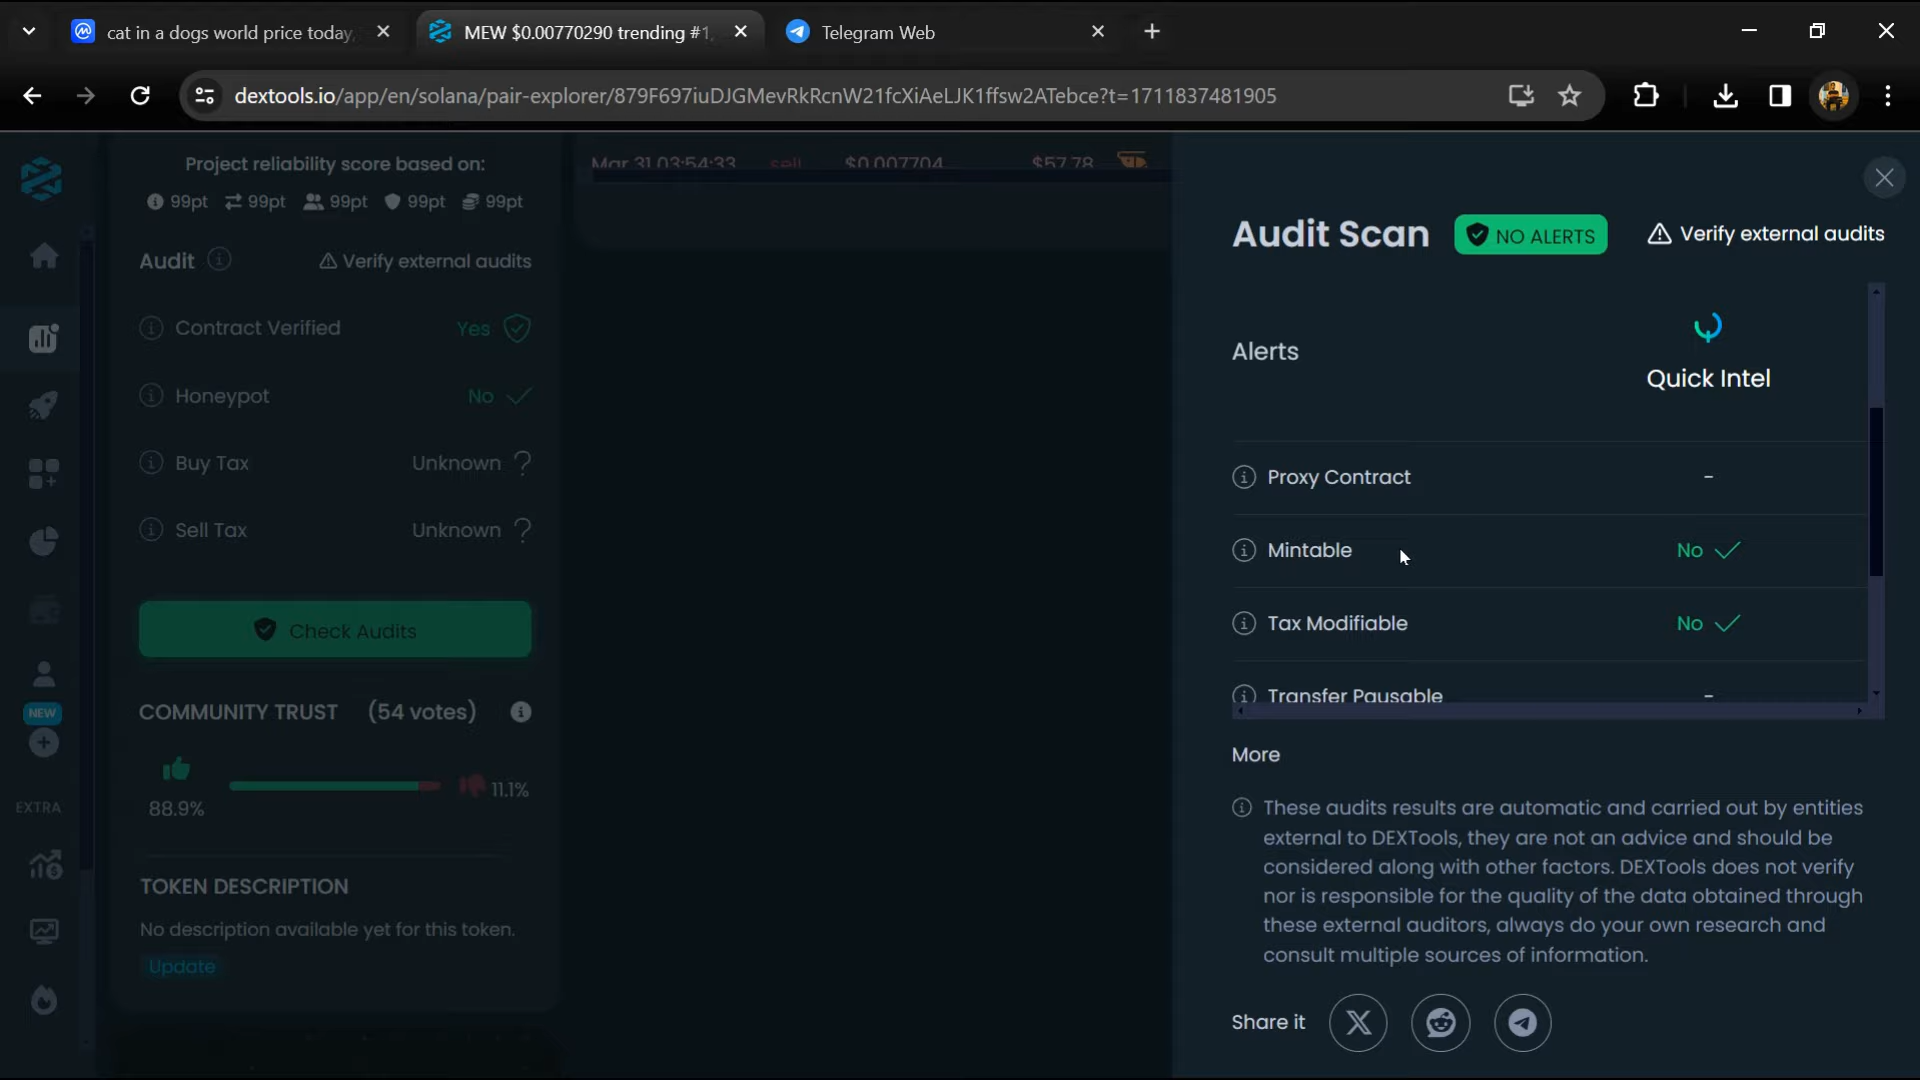 cat in a dogs world price today,
MEW $0.00770290 trending #1,
Telegram Web
dextools.io/app/en/solana/pair-explorer/879F697iuDJGMevRkRcnW21fcXiAeLJK1ffsw2ATebce?t=1711837481905
Project reliability score based on:
99pt 99pt 99pt 99pt 99pt
Audit Verify external audits
Contract Verified Yes
Honeypot No
Buy Tax Unknown ?
Sell Tax Unknown ?
Check Audits
COMMUNITY TRUST (54 votes)
88.9% 11.1%
TOKEN DESCRIPTION
No description available yet for this token.
Update
NEW
EXTRA
Mar 31 03:54:33 sell $0.007704 $57.78
Audit Scan NO ALERTS Verify external audits
Alerts
Quick Intel
Proxy Contract -
Mintable No
Tax Modifiable No
Transfer Pausable -
More
These audits results are automatic and carried out by entities
external to DEXTools, they are not an advice and should be
considered along with other factors. DEXTools does not verify
nor is responsible for the quality of the data obtained through
these external auditors, always do your own research and
consult multiple sources of information.
Share it